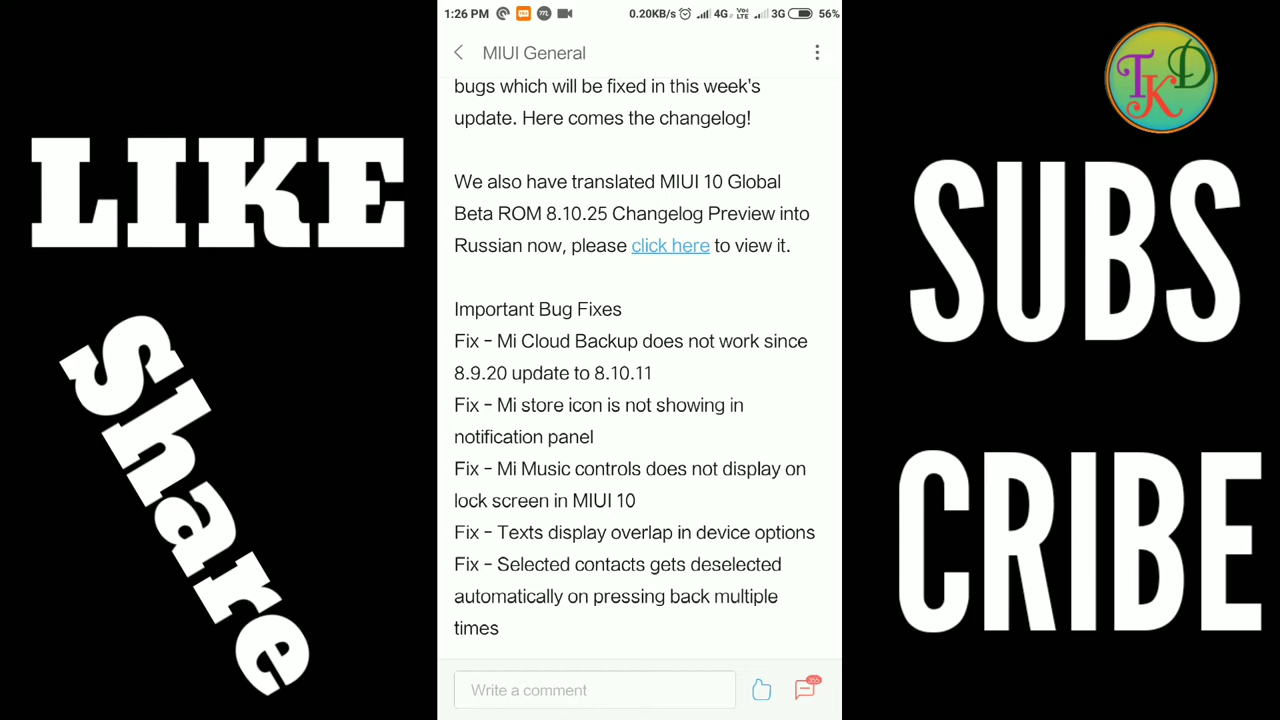 1:26 PM 0.20KB/s 4G VoLTE 3G 56%
MIUI General
bugs which will be fixed in this week's
update. Here comes the changelog!
We also have translated MIUI 10 Global
Beta ROM 8.10.25 Changelog Preview into
Russian now, please click here to view it.
Important Bug Fixes
Fix - Mi Cloud Backup does not work since
8.9.20 update to 8.10.11
Fix - Mi store icon is not showing in
notification panel
Fix - Mi Music controls does not display on
lock screen in MIUI 10
Fix - Texts display overlap in device options
Fix - Selected contacts gets deselected
automatically on pressing back multiple
times
Write a comment
LIKE
Share
TKD
SUBS
CRIBE